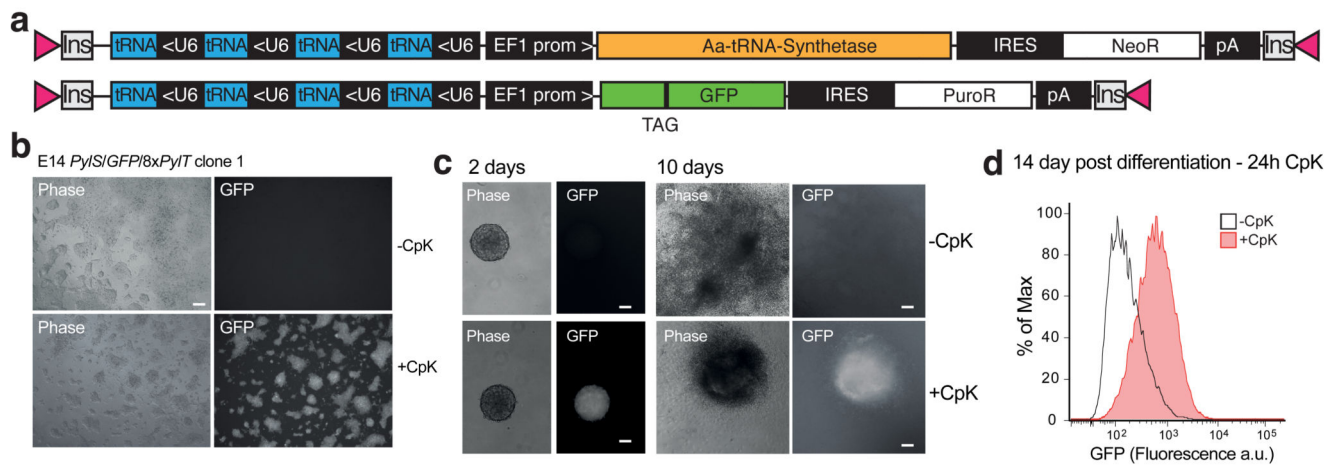 a
Ins tRNA <U6 tRNA <U6 tRNA <U6 tRNA <U6 EF1 prom > Aa-tRNA-Synthetase IRES NeoR pA Ins
Ins tRNA <U6 tRNA <U6 tRNA <U6 tRNA <U6 EF1 prom > GFP IRES PuroR pA Ins
TAG
b
E14 PylS/GFP/8xPylT clone 1
Phase GFP
-CpK
Phase GFP
+CpK
c
2 days 10 days
Phase GFP Phase GFP
-CpK
Phase GFP Phase GFP
+CpK
d 14 day post differentiation - 24h CpK
% of Max
100
80
60
40
20
0
-CpK
+CpK
10² 10³ 10⁴ 10⁵
GFP (Fluorescence a.u.)